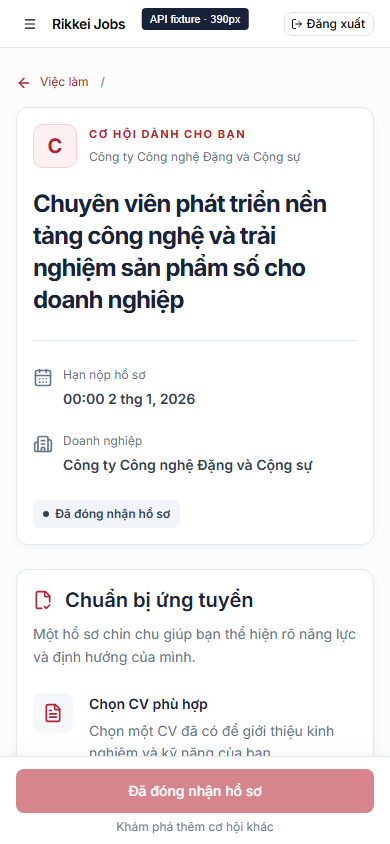 Rikkei Jobs
API fixture · 390px
Đăng xuất
Việc làm /
C
CƠ HỘI DÀNH CHO BẠN
Công ty Công nghệ Đặng và Cộng sự
Chuyên viên phát triển nền
tảng công nghệ và trải
nghiệm sản phẩm số cho
doanh nghiệp
Hạn nộp hồ sơ
00:00 2 thg 1, 2026
Doanh nghiệp
Công ty Công nghệ Đặng và Cộng sự
Đã đóng nhận hồ sơ
Chuẩn bị ứng tuyển
Một hồ sơ chỉn chu giúp bạn thể hiện rõ năng lực
và định hướng của mình.
Chọn CV phù hợp
Chọn một CV đã có để giới thiệu kinh
nghiệm và kỹ năng của bạn
Đã đóng nhận hồ sơ
Khám phá thêm cơ hội khác